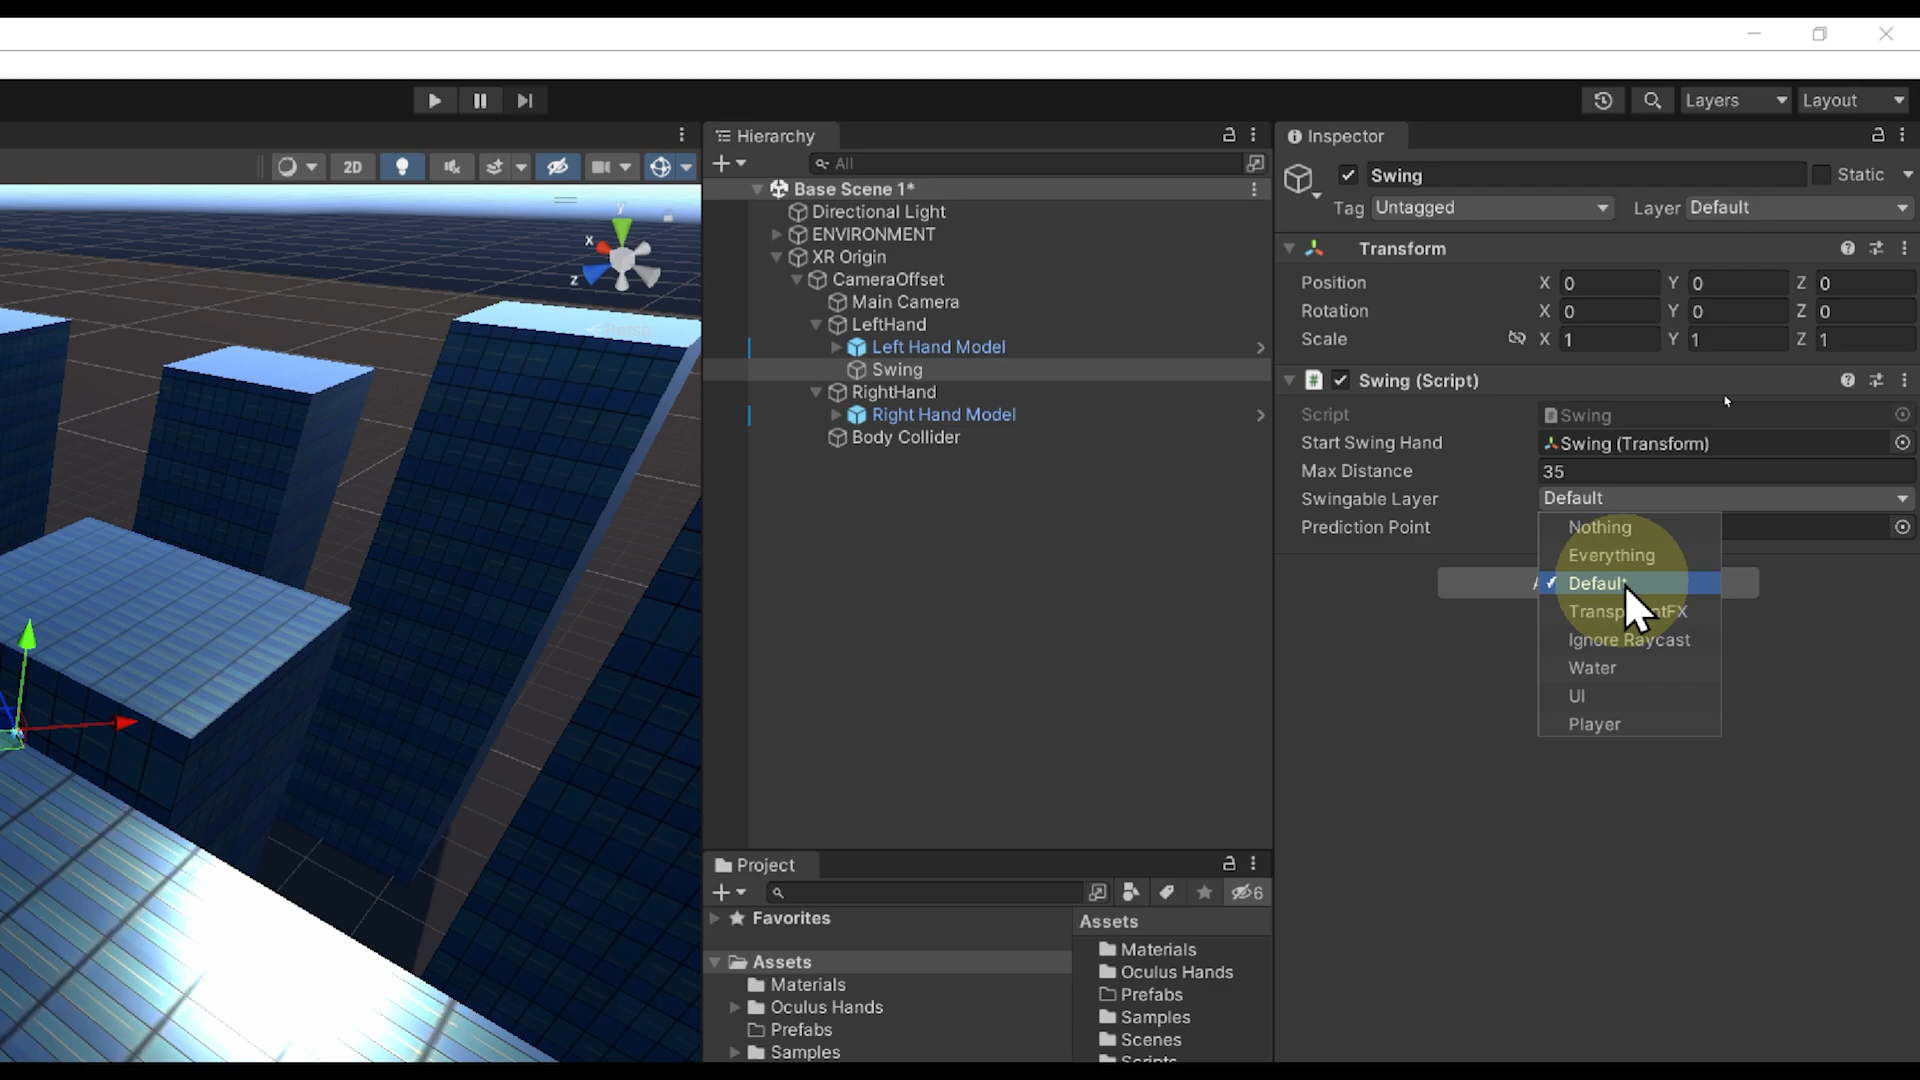 Layers
Layout
2D
y
x
z
Persp
Hierarchy
All
Base Scene 1*
Directional Light
ENVIRONMENT
XR Origin
CameraOffset
Main Camera
LeftHand
Left Hand Model
Swing
RightHand
Right Hand Model
Body Collider
Project
6
Favorites
Assets
Materials
Oculus Hands
Prefabs
Samples
Assets
Materials
Oculus Hands
Prefabs
Samples
Scenes
Scripts
Inspector
Swing
Static
Tag Untagged Layer Default
Transform
Position X 0 Y 0 Z 0
Rotation X 0 Y 0 Z 0
Scale X 1 Y 1 Z 1
# Swing (Script)
Script Swing
Start Swing Hand Swing (Transform)
Max Distance 35
Swingable Layer Default
Prediction Point
Nothing
Everything
Default
Ignore Raycast
Water
UI
Player